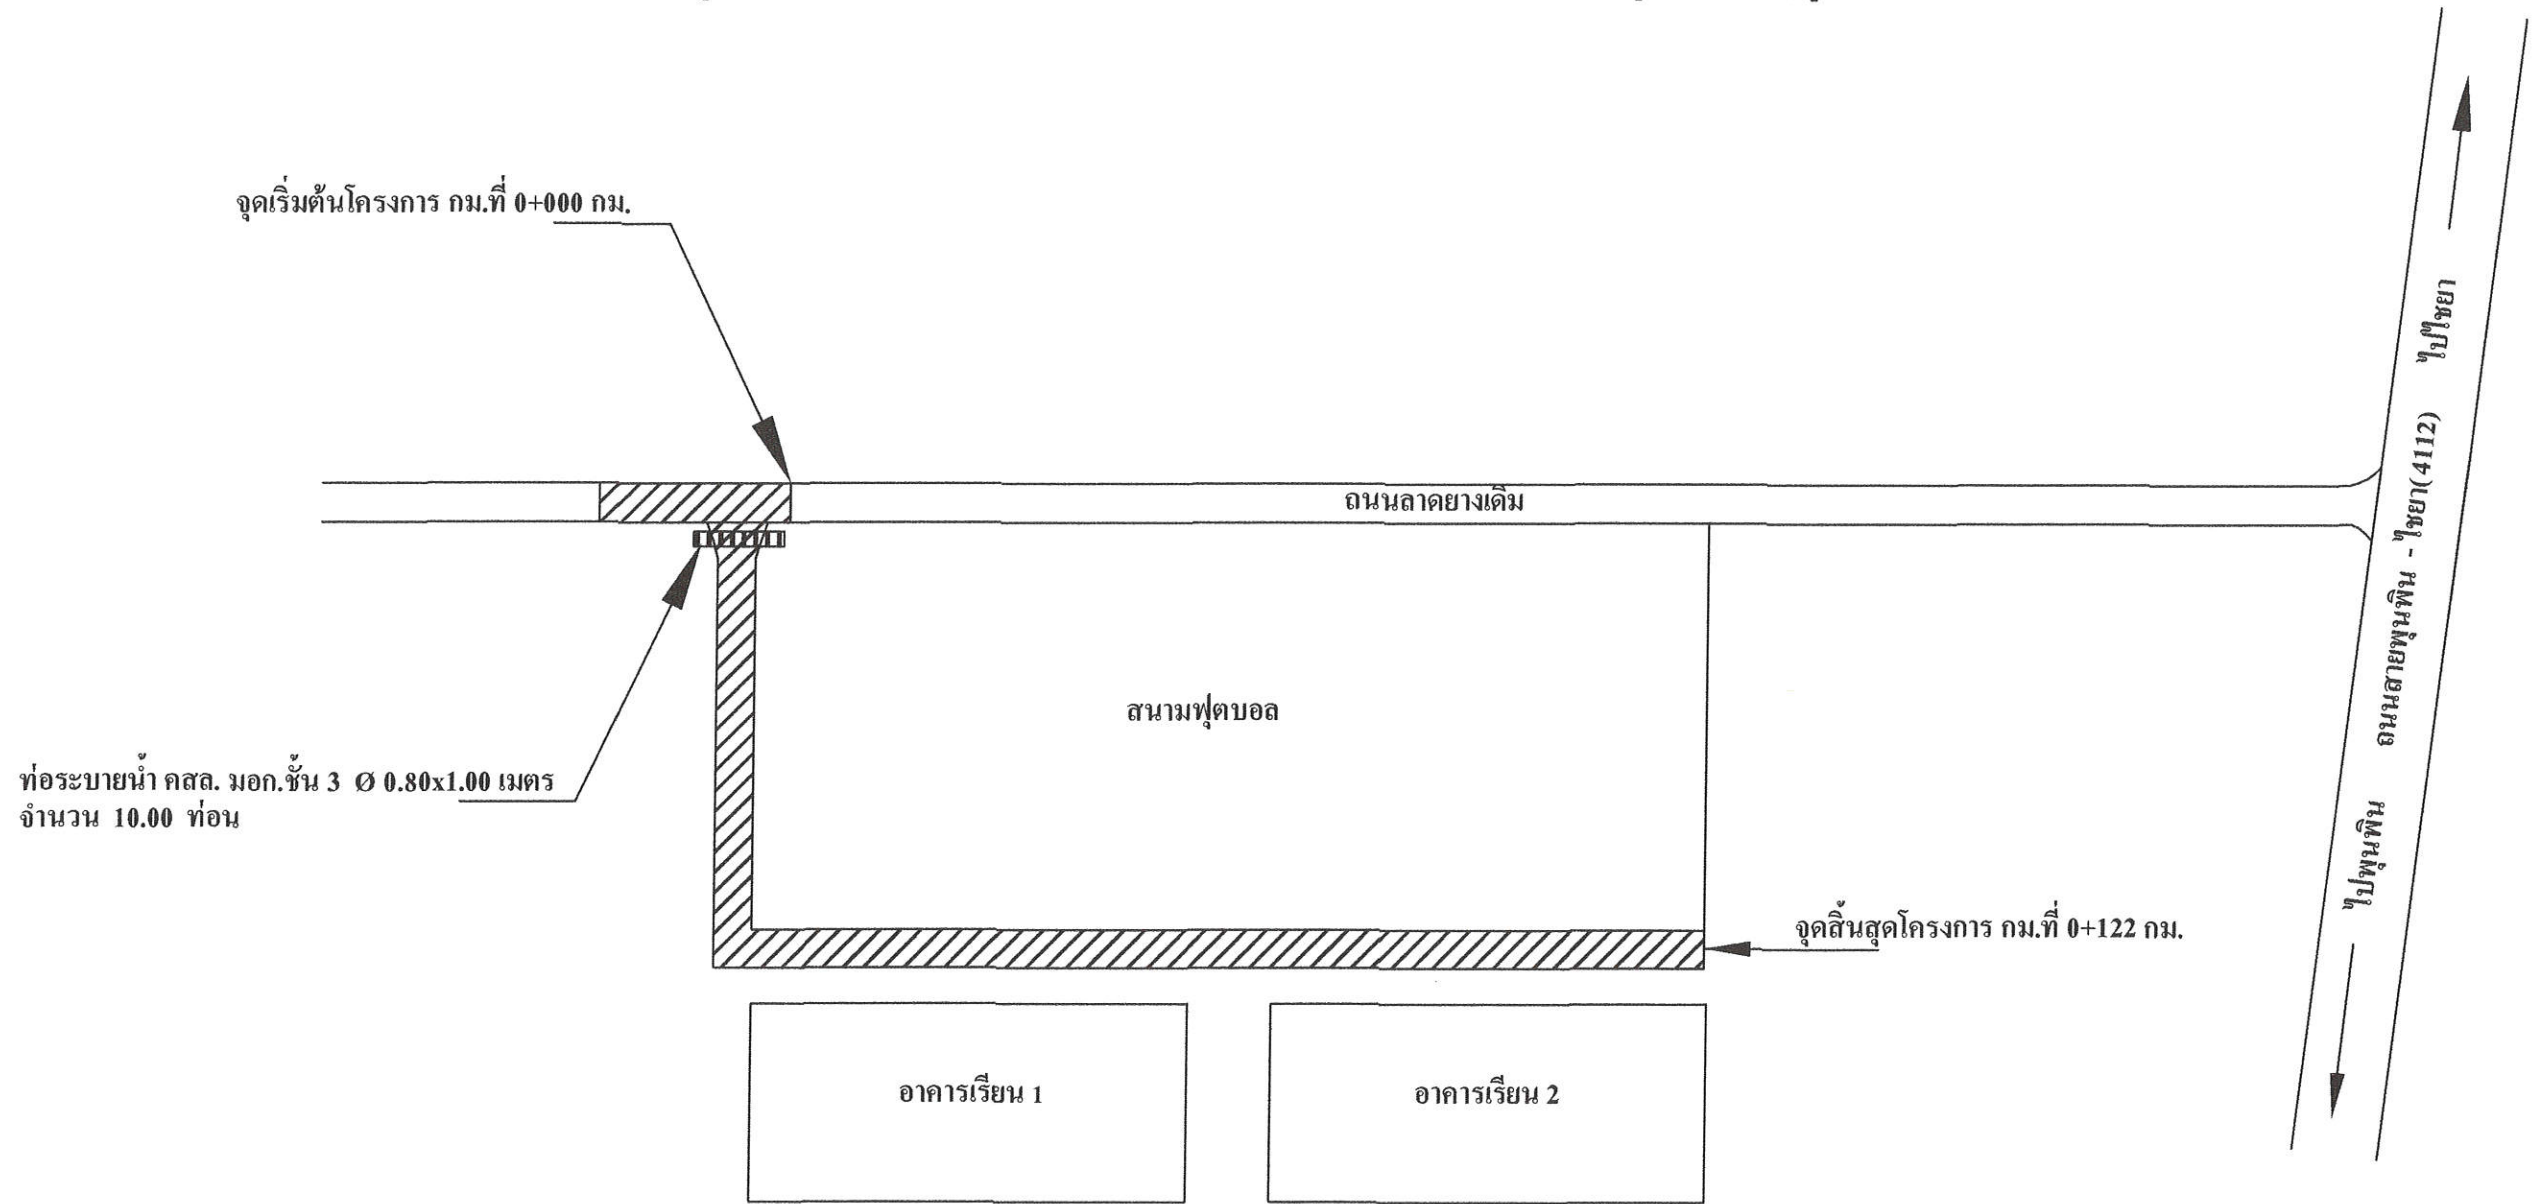 จุดเริ่มต้นโครงการ กม.ที่ 0+000 กม.
ถนนลาดยางเดิม
ไปไชยา
ถนนสายพุนพิน - ไชยา(4112)
ไปพุนพิน
สนามฟุตบอล
ท่อระบายน้ำ คสล. มอก.ชั้น 3 Ø 0.80x1.00 เมตร
จำนวน 10.00 ท่อน
จุดสิ้นสุดโครงการ กม.ที่ 0+122 กม.
อาคารเรียน 1
อาคารเรียน 2